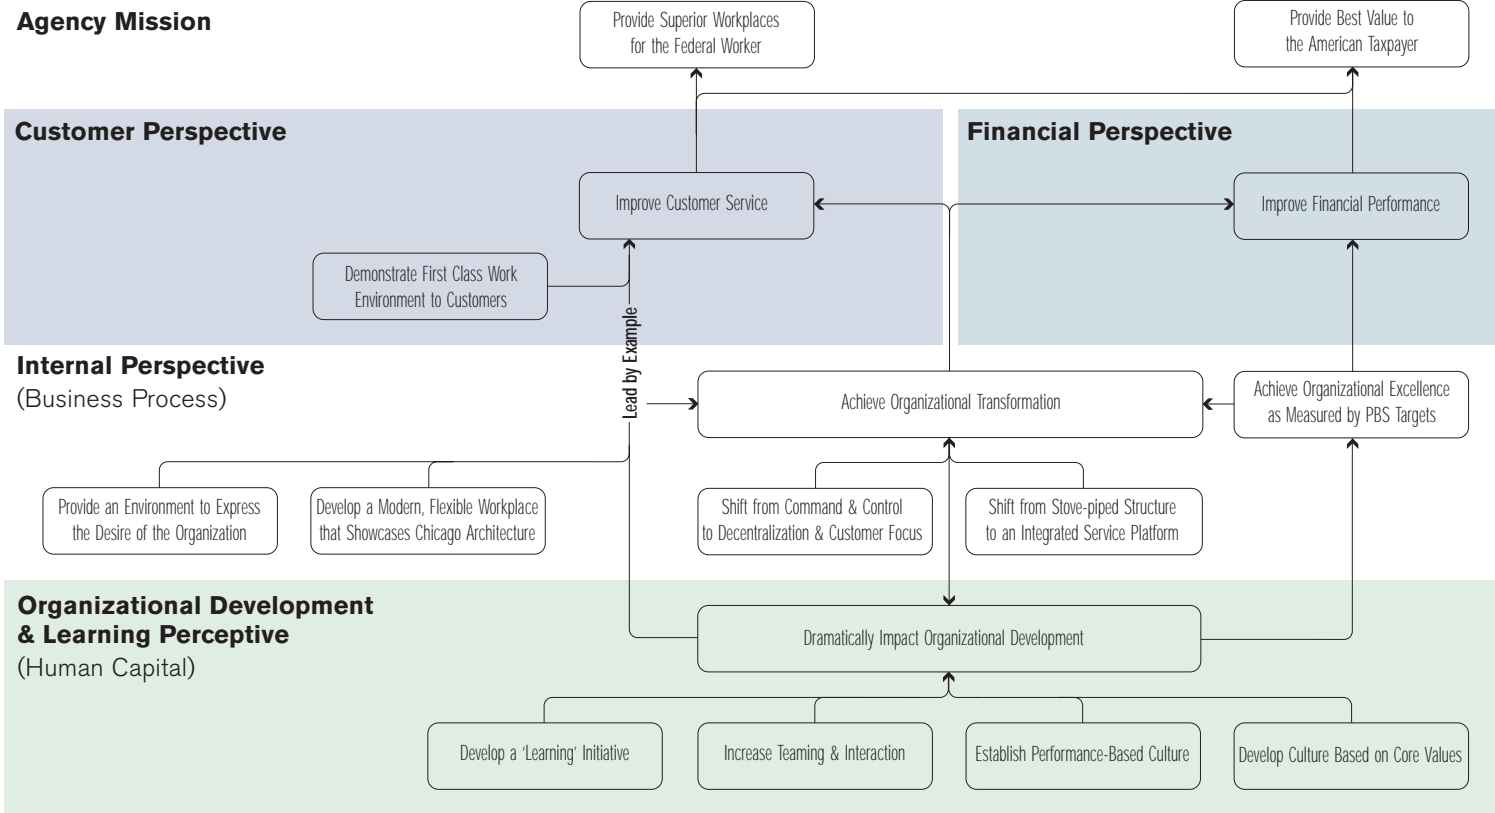 Agency Mission
Provide Superior Workplaces
for the Federal Worker
Provide Best Value to
the American Taxpayer
Customer Perspective
Financial Perspective
Improve Customer Service
Improve Financial Performance
Demonstrate First Class Work
Environment to Customers
Lead by Example
Internal Perspective
(Business Process)
Achieve Organizational Transformation
Achieve Organizational Excellence
as Measured by PBS Targets
Provide an Environment to Express
the Desire of the Organization
Develop a Modern, Flexible Workplace
that Showcases Chicago Architecture
Shift from Command & Control
to Decentralization & Customer Focus
Shift from Stove-piped Structure
to an Integrated Service Platform
Organizational Development
& Learning Perceptive
(Human Capital)
Dramatically Impact Organizational Development
Develop a ‘Learning’ Initiative
Increase Teaming & Interaction
Establish Performance-Based Culture
Develop Culture Based on Core Values